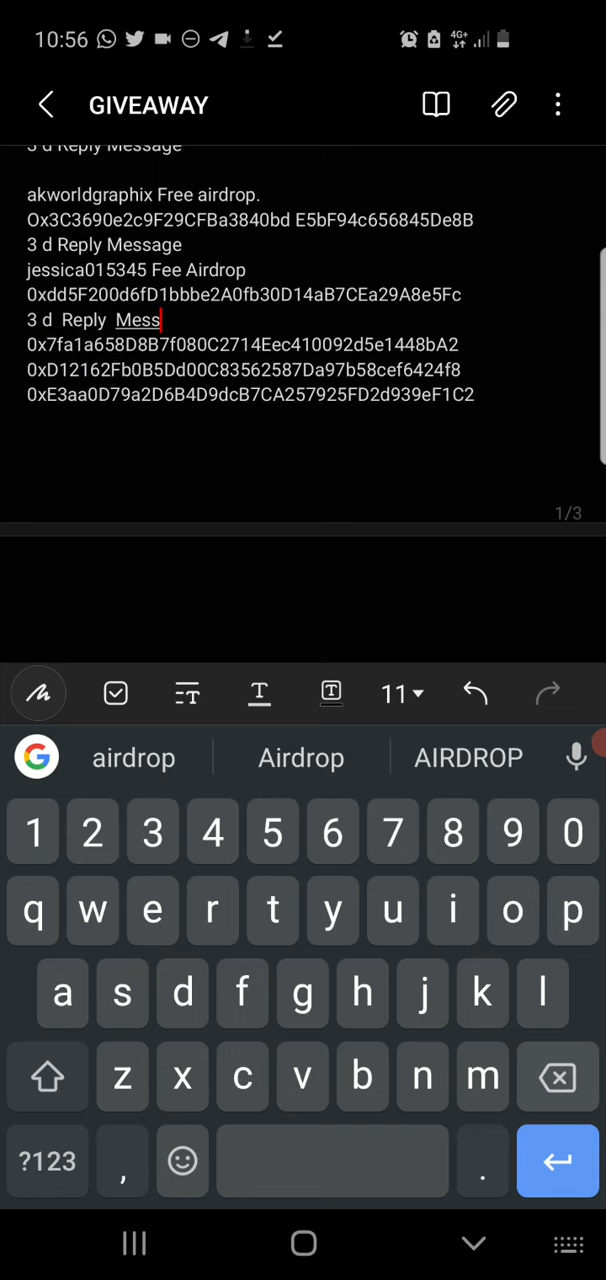 10:56 4G+
GIVEAWAY
3 d Reply Message
akworldgraphix Free airdrop.
Ox3C3690e2c9F29CFBa3840bd E5bF94c656845De8B
3 d Reply Message
jessica015345 Fee Airdrop
0xdd5F200d6fD1bbbe2A0fb30D14aB7CEa29A8e5Fc
3 d Reply Mess
0x7fa1a658D8B7f080C2714Eec410092d5e1448bA2
0xD12162Fb0B5Dd00C83562587Da97b58cef6424f8
0xE3aa0D79a2D6B4D9dcB7CA257925FD2d939eF1C2
1/3
T T T 11
G airdrop Airdrop AIRDROP
1 2 3 4 5 6 7 8 9 0
q w e r t y u i o p
a s d f g h j k l
z x c v b n m
?123 , .